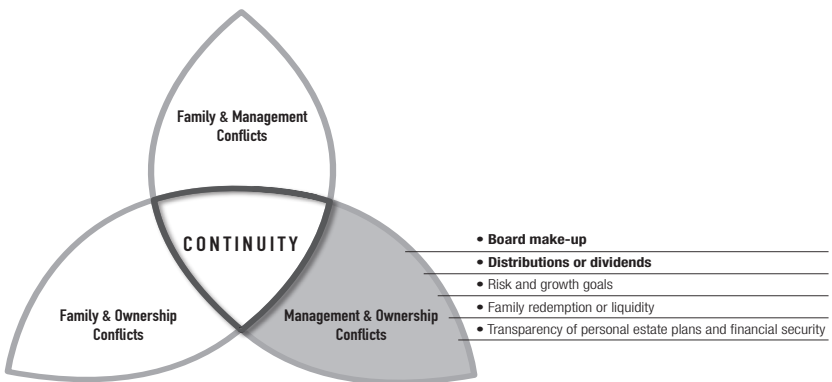 Family & Management
Conflicts
CONTINUITY
Family & Ownership
Conflicts
Management & Ownership
Conflicts
• Board make-up
• Distributions or dividends
• Risk and growth goals
• Family redemption or liquidity
• Transparency of personal estate plans and financial security